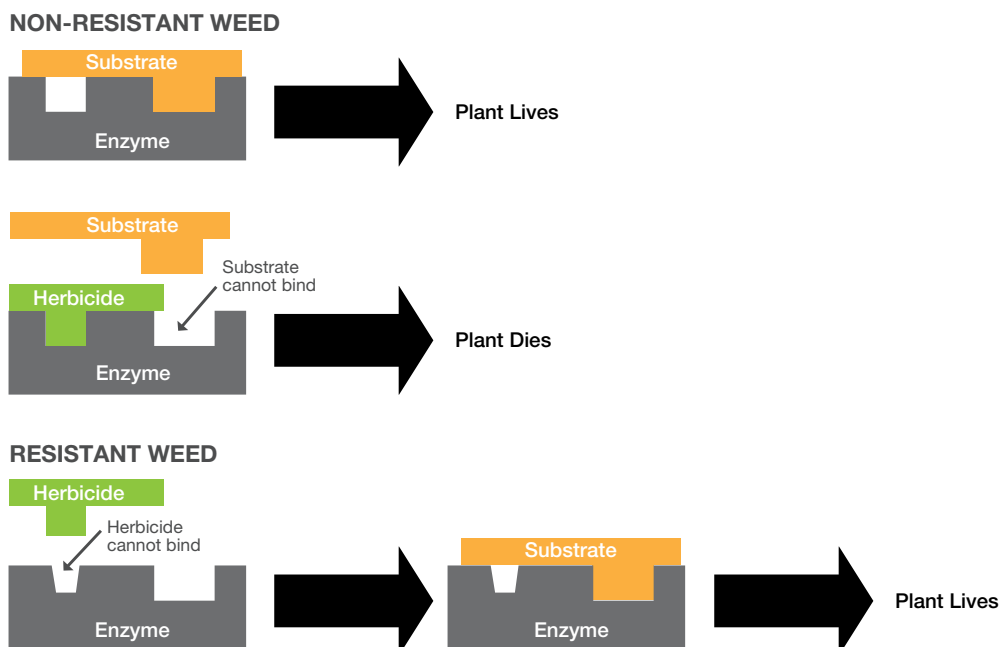 NON-RESISTANT WEED
Substrate
Enzyme
Plant Lives
Substrate
Substrate
cannot bind
Herbicide
Enzyme
Plant Dies
RESISTANT WEED
Herbicide
Herbicide
cannot bind
Enzyme
Substrate
Enzyme
Plant Lives